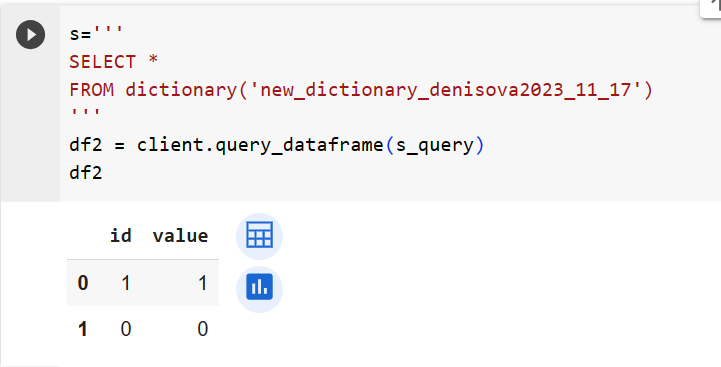 s='''
SELECT *
FROM dictionary('new_dictionary_denisova2023_11_17')
'''
df2 = client.query_dataframe(s_query)
df2
id value
0 1 1
1 0 0